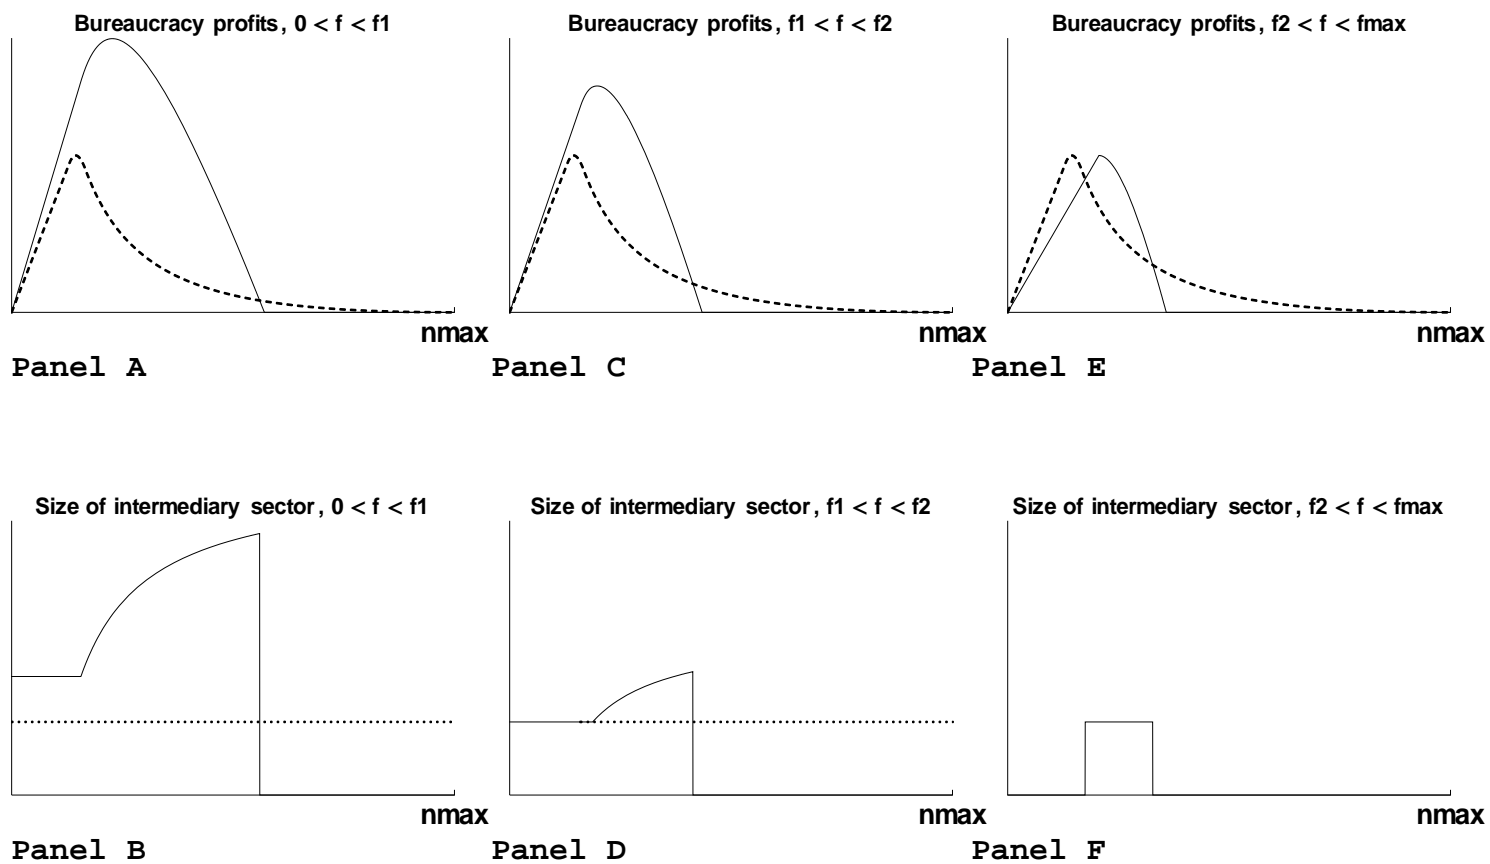 Bureaucracy profits, 0 < f < f1
Bureaucracy profits, f1 < f < f2
Bureaucracy profits, f2 < f < fmax
nmax
nmax
nmax
Panel A
Panel C
Panel E
Size of intermediary sector, 0 < f < f1
Size of intermediary sector, f1 < f < f2
Size of intermediary sector, f2 < f < fmax
nmax
nmax
nmax
Panel B
Panel D
Panel F